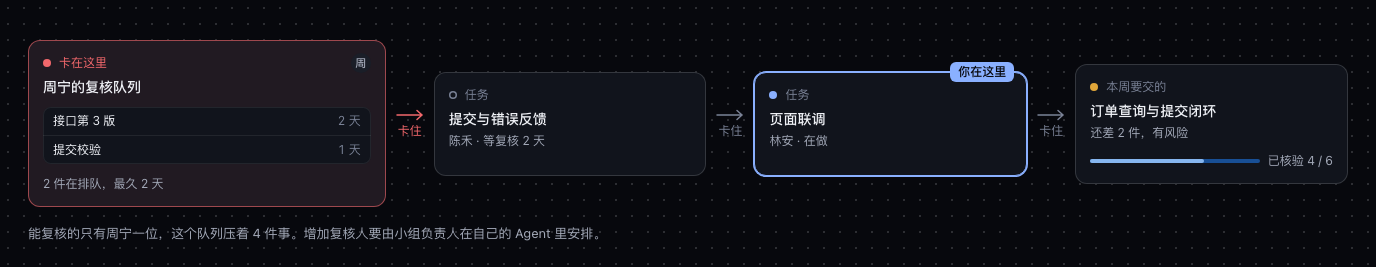 卡在这里 周
周宁的复核队列
接口第 3 版 2 天
提交校验 1 天
2 件在排队，最久 2 天
卡住
任务
提交与错误反馈
陈禾 · 等复核 2 天
卡住
你在这里
任务
页面联调
林安 · 在做
卡住
本周要交的
订单查询与提交闭环
还差 2 件，有风险
已核验 4 / 6
能复核的只有周宁一位，这个队列压着 4 件事。增加复核人要由小组负责人在自己的 Agent 里安排。